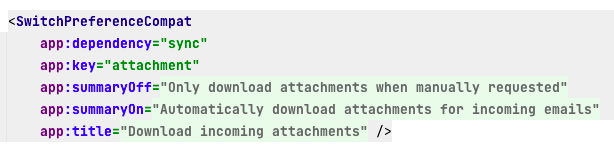 <SwitchPreferenceCompat
app:dependency="sync"
app:key="attachment"
app:summaryOff="Only download attachments when manually requested"
app:summaryOn="Automatically download attachments for incoming emails"
app:title="Download incoming attachments" />